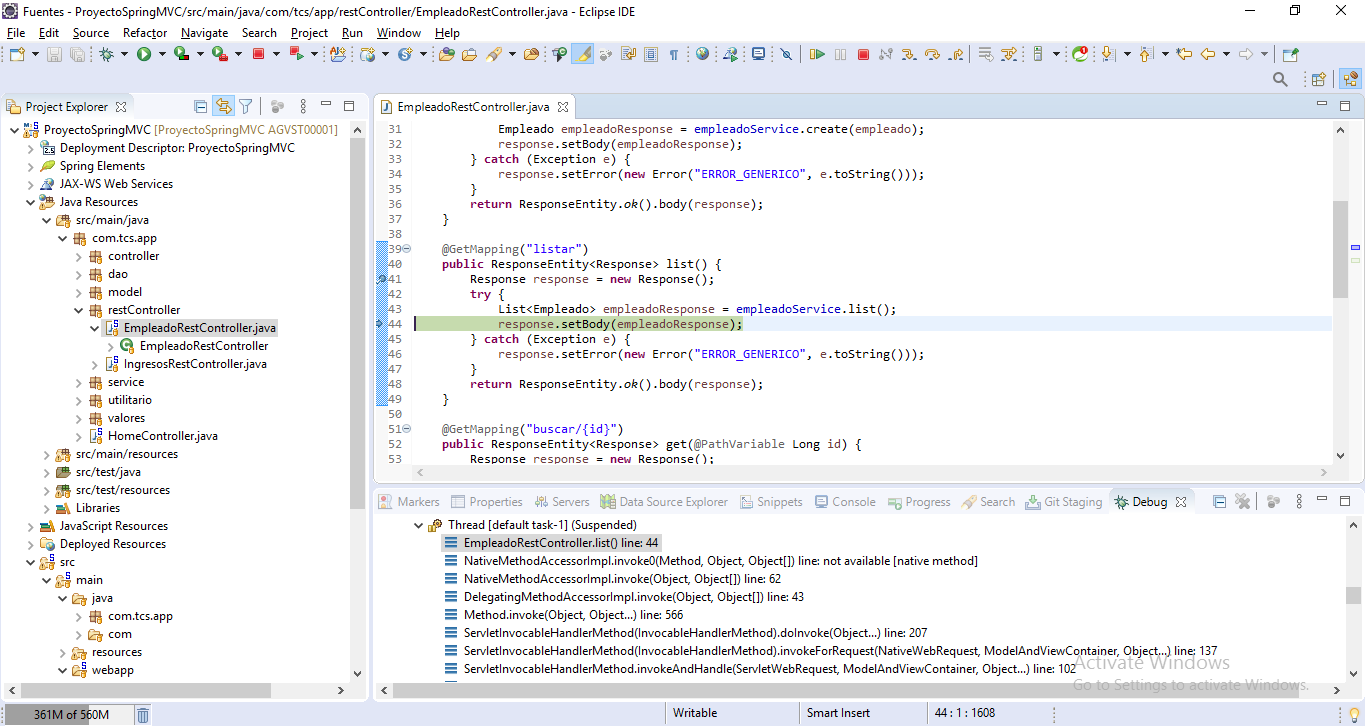 Fuentes - ProyectoSpringMVC/src/main/java/com/tcs/app/restController/EmpleadoRestController.java - Eclipse IDE
File Edit Source Refactor Navigate Search Project Run Window Help
Project Explorer
ProyectoSpringMVC [ProyectoSpringMVC AGVST00001]
Deployment Descriptor: ProyectoSpringMVC
Spring Elements
JAX-WS Web Services
Java Resources
src/main/java
com.tcs.app
controller
dao
model
restController
EmpleadoRestController.java
EmpleadoRestController
IngresosRestController.java
service
utilitario
valores
HomeController.java
src/main/resources
src/test/java
src/test/resources
Libraries
JavaScript Resources
Deployed Resources
src
main
java
com.tcs.app
com
resources
webapp
EmpleadoRestController.java
31 Empleado empleadoResponse = empleadoService.create(empleado);
32 response.setBody(empleadoResponse);
33 } catch (Exception e) {
34 response.setError(new Error("ERROR_GENERICO", e.toString()));
35 }
36 return ResponseEntity.ok().body(response);
37 }
38
39 @GetMapping("listar")
40 public ResponseEntity<Response> list() {
41 Response response = new Response();
42 try {
43 List<Empleado> empleadoResponse = empleadoService.list();
44 response.setBody(empleadoResponse);
45 } catch (Exception e) {
46 response.setError(new Error("ERROR_GENERICO", e.toString()));
47 }
48 return ResponseEntity.ok().body(response);
49 }
50
51 @GetMapping("buscar/{id}")
52 public ResponseEntity<Response> get(@PathVariable Long id) {
53 Response response = new Response();
Markers Properties Servers Data Source Explorer Snippets Console Progress Search Git Staging Debug
Thread [default task-1] (Suspended)
EmpleadoRestController.list() line: 44
NativeMethodAccessorImpl.invoke0(Method, Object, Object[]) line: not available [native method]
NativeMethodAccessorImpl.invoke(Object, Object[]) line: 62
DelegatingMethodAccessorImpl.invoke(Object, Object[]) line: 43
Method.invoke(Object, Object...) line: 566
ServletInvocableHandlerMethod(InvocableHandlerMethod).doInvoke(Object...) line: 207
ServletInvocableHandlerMethod(InvocableHandlerMethod).invokeForRequest(NativeWebRequest, ModelAndViewContainer, Object...) line: 137
ServletInvocableHandlerMethod.invokeAndHandle(ServletWebRequest, ModelAndViewContainer, Object...) line: 102
Activate Windows
Go to Settings to activate Windows.
361M of 560M
Writable
Smart Insert
44 : 1 : 1608